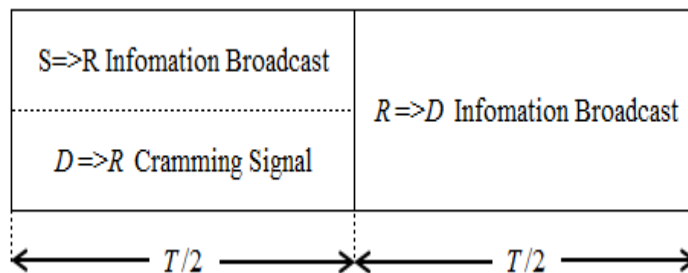 S=>R Infomation Broadcast
D=>R Cramming Signal
R=>D Infomation Broadcast
T/2
T/2